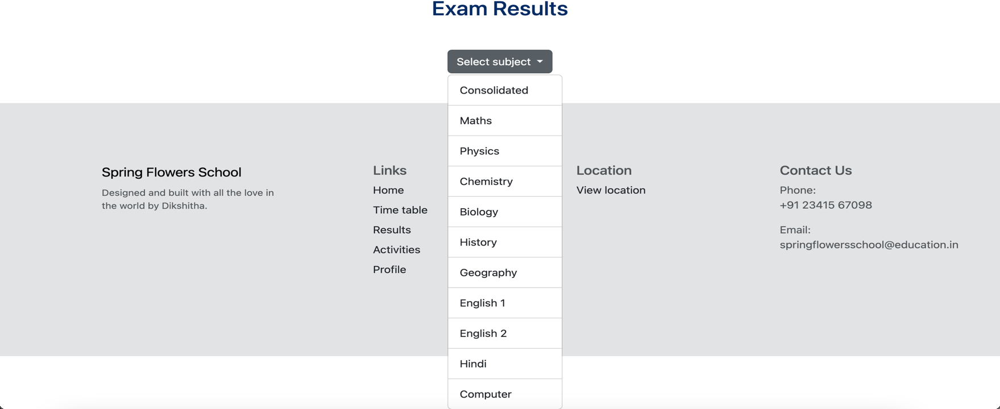 Exam Results
Select subject
Consolidated
Maths
Physics
Chemistry
Biology
History
Geography
English 1
English 2
Hindi
Computer
Spring Flowers School
Designed and built with all the love in
the world by Dikshitha.
Links
Home
Time table
Results
Activities
Profile
Location
View location
Contact Us
Phone:
+91 23415 67098
Email:
springflowersschool@education.in